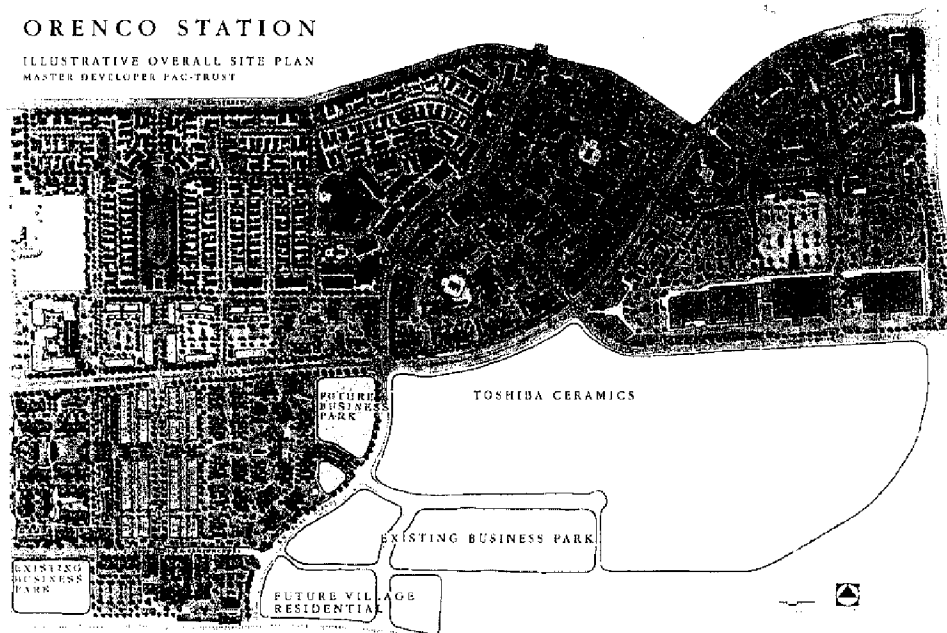 ORENCO STATION
ILLUSTRATIVE OVERALL SITE PLAN
MASTER DEVELOPER PAC-TRUST
FUTURE
BUSINESS
PARK
TOSHIBA CERAMICS
EXISTING BUSINESS PARK
EXISTING
BUSINESS
PARK
FUTURE VILLAGE
RESIDENTIAL